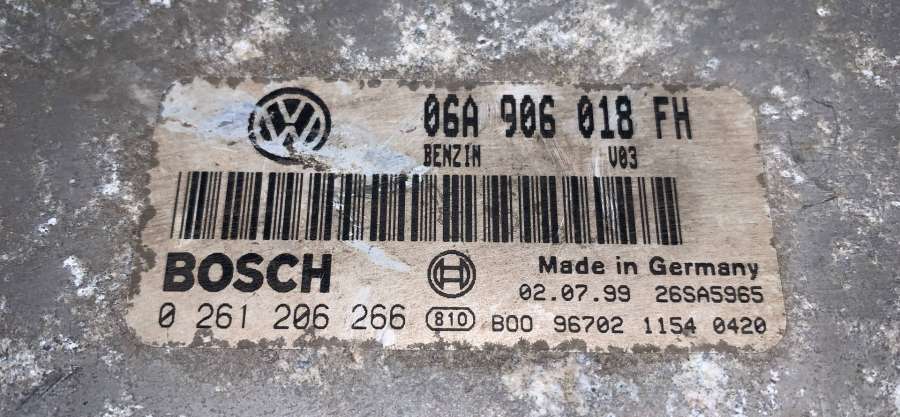 06A 906 018 FH
BENZIN V03
BOSCH
Made in Germany
02.07.99 26SA5965
0 261 206 266 810 B00 96702 1154 0420